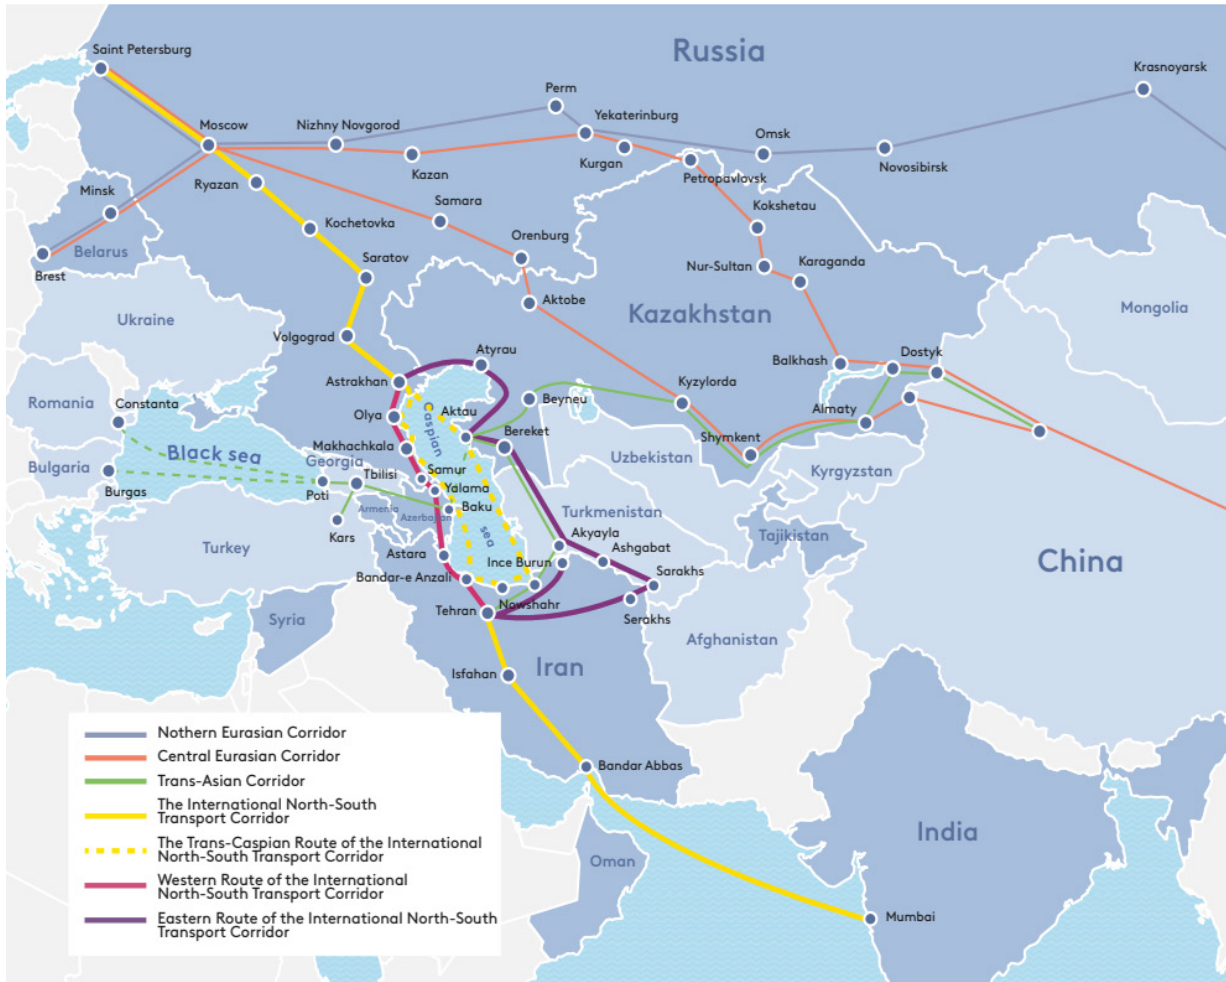 Russia
Saint Petersburg
Krasnoyarsk
Perm
Yekaterinburg
Moscow
Nizhny Novgorod
Omsk
Kurgan
Novosibirsk
Kazan
Petropavlovsk
Ryazan
Minsk
Samara
Kokshetau
Kochetovka
Orenburg
Belarus
Brest
Saratov
Nur-Sultan
Karaganda
Aktobe
Kazakhstan
Mongolia
Ukraine
Volgograd
Atyrau
Balkhash
Dostyk
Astrakhan
Kyzylorda
Romania
Constanta
Beyneu
Olya
Caspian
Aktau
Almaty
Bereket
Shymkent
Makhachkala
Black sea
Georgia
Uzbekistan
Bulgaria
Samur
Tbilisi
Kyrgyzstan
Burgas
Poti
Yalama
Baku
Armenia
Azerbaijan
Turkmenistan
Kars
sea
Tajikistan
Turkey
Akyayla
Astara
Ashgabat
Ince Burun
China
Bandar-e Anzali
Sarakhs
Tehran
Nowshahr
Serakhs
Syria
Afghanistan
Isfahan
Iran
Bandar Abbas
India
Oman
Mumbai
Nothern Eurasian Corridor
Central Eurasian Corridor
Trans-Asian Corridor
The International North-South
Transport Corridor
The Trans-Caspian Route of the International
North-South Transport Corridor
Western Route of the International
North-South Transport Corridor
Eastern Route of the International North-South
Transport Corridor